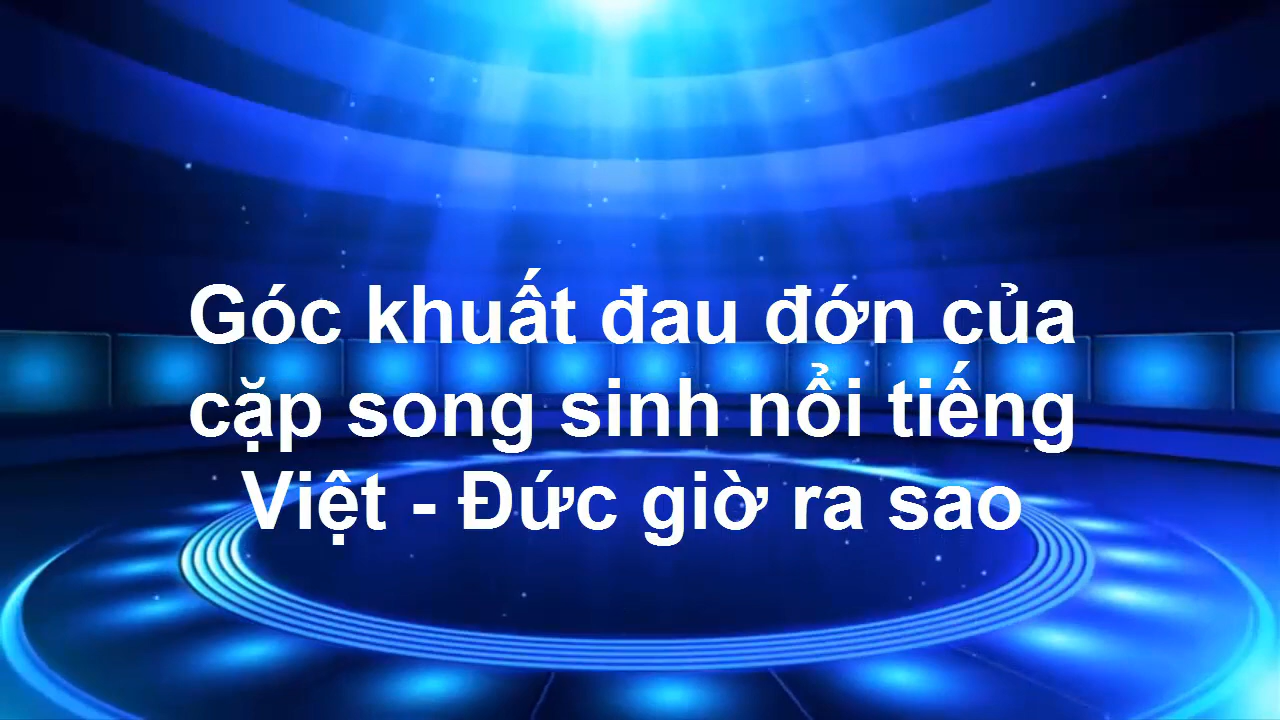 Góc khuất đau đớn của
cặp song sinh nổi tiếng
Việt - Đức giờ ra sao